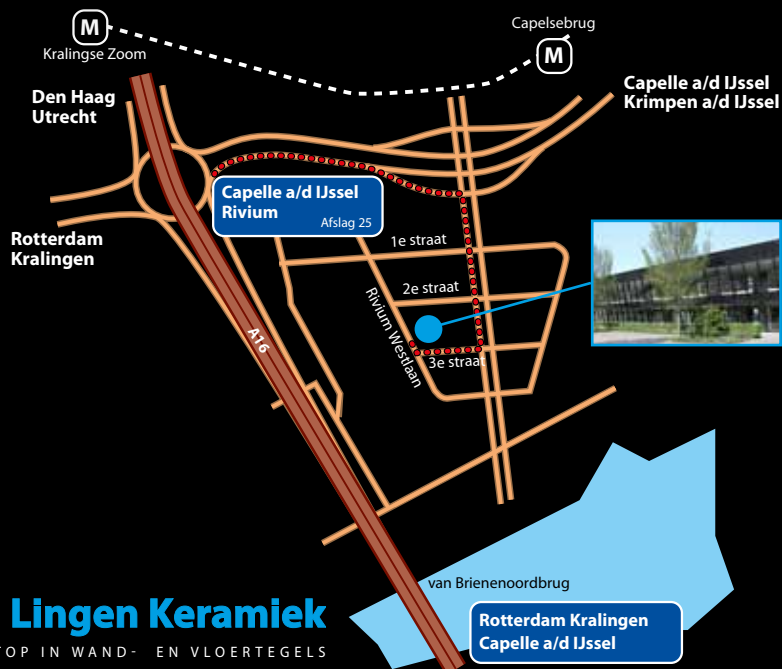 M
Kralingse Zoom
Capelsebrug
M
Den Haag
Utrecht
Capelle a/d IJssel
Krimpen a/d IJssel
Capelle a/d IJssel
Rivium
Afslag 25
Rotterdam
Kralingen
1e straat
2e straat
Rivium Westlaan
3e straat
A16
van Brienenoordbrug
Lingen Keramiek
TOP IN WAND- EN VLOERTEGELS
Rotterdam Kralingen
Capelle a/d IJssel